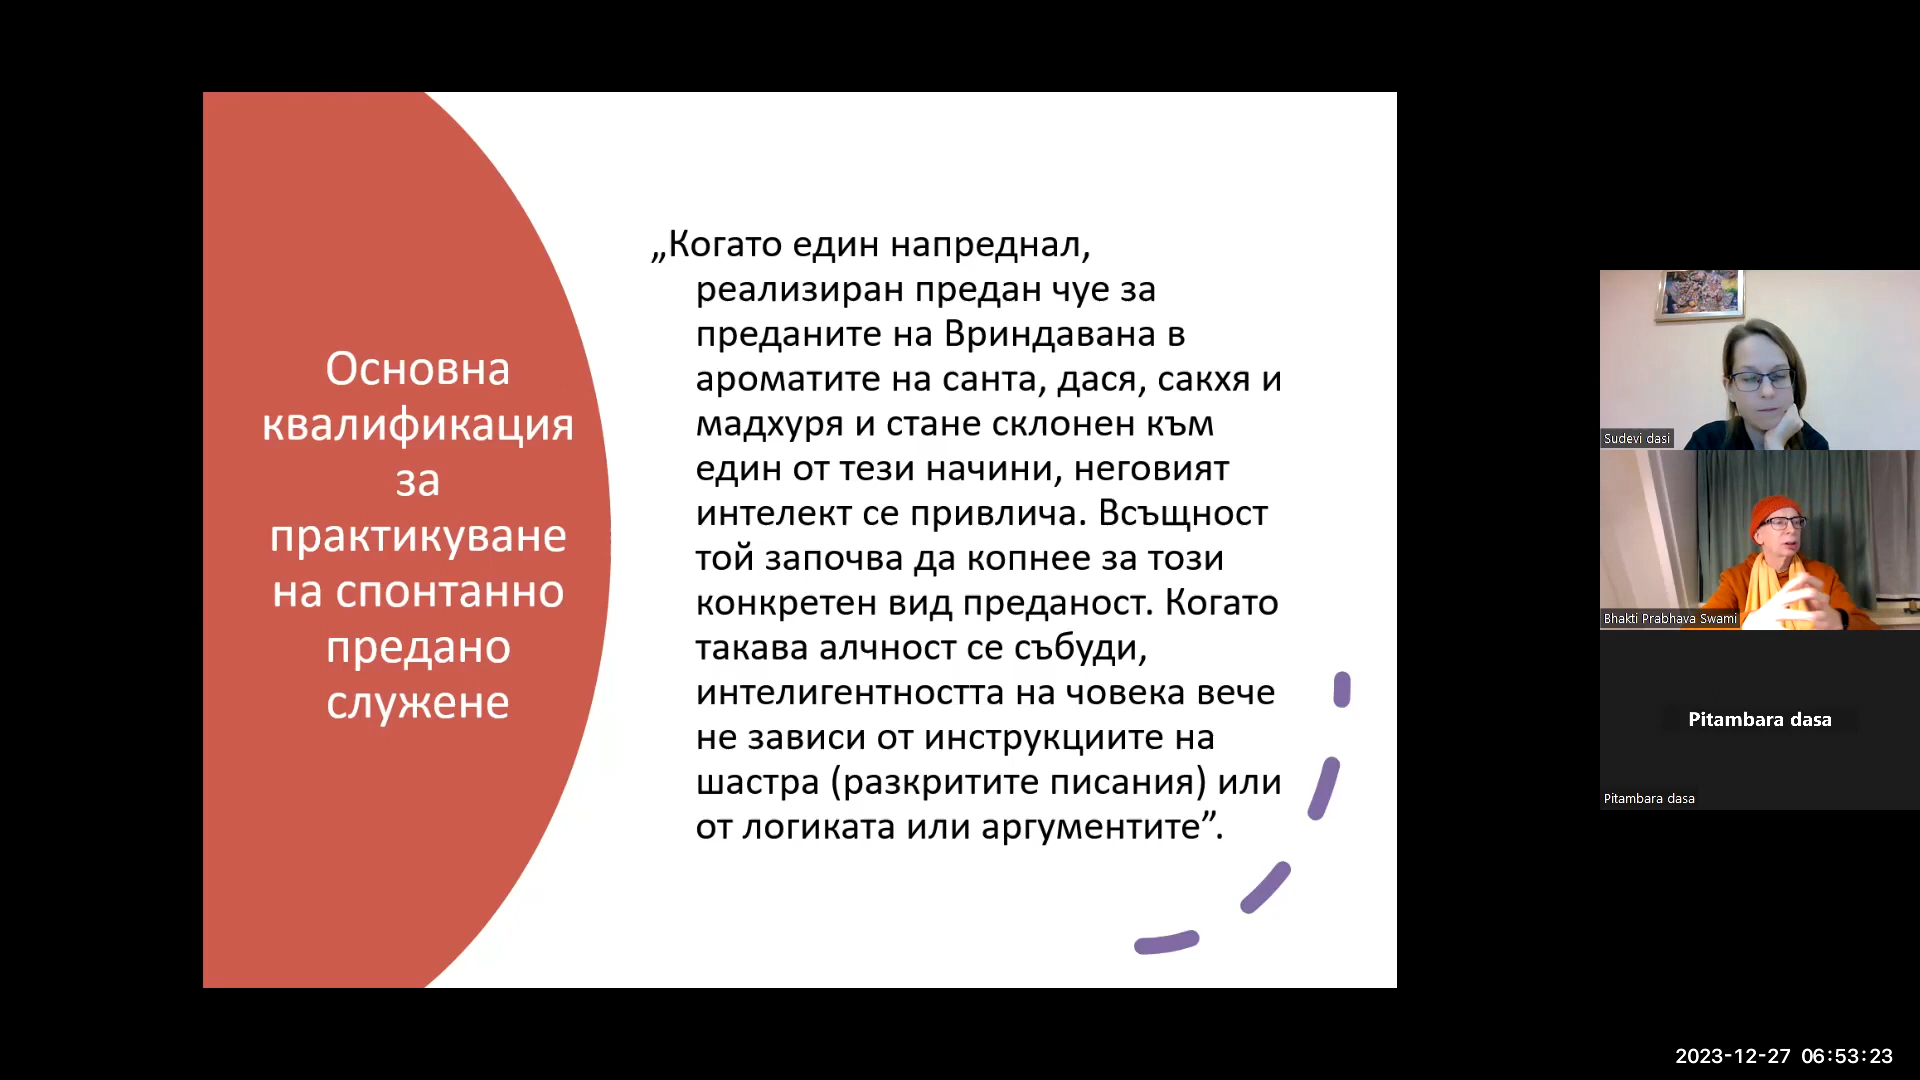 Основна
квалификация
за
практикуване
на спонтанно
предано
служене
„Когато един напреднал,
реализиран предан чуе за
преданите на Вриндавана в
ароматите на санта, дася, сакхя и
мадхуря и стане склонен към
един от тези начини, неговият
интелект се привлича. Всъщност
той започва да копнее за този
конкретен вид преданост. Когато
такава алчност се събуди,
интелигентността на човека вече
не зависи от инструкциите на
шастра (разкритите писания) или
от логиката или аргументите”.
Sudevi dasi
Bhakti Prabhava Swami
Pitambara dasa
Pitambara dasa
2023-12-27 06:53:23